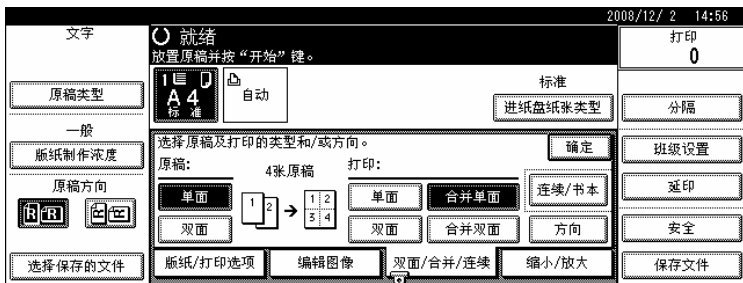 2008/12/ 2 14:56
文字
原稿类型
一般
版纸制作浓度
原稿方向
R R R R
选择保存的文件
就绪
放置原稿并按“开始”键。
1
A4
标 准
自动
标准
进纸盘纸张类型
选择原稿及打印的类型和/或方向。
确定
原稿:
4张原稿
打印:
单面
双面
1 2
1 2
3 4
单面
合并单面
连续/书本
双面
合并双面
方向
版纸/打印选项
编辑图像
双面/合并/连续
缩小/放大
打印
0
分隔
班级设置
延印
安全
保存文件